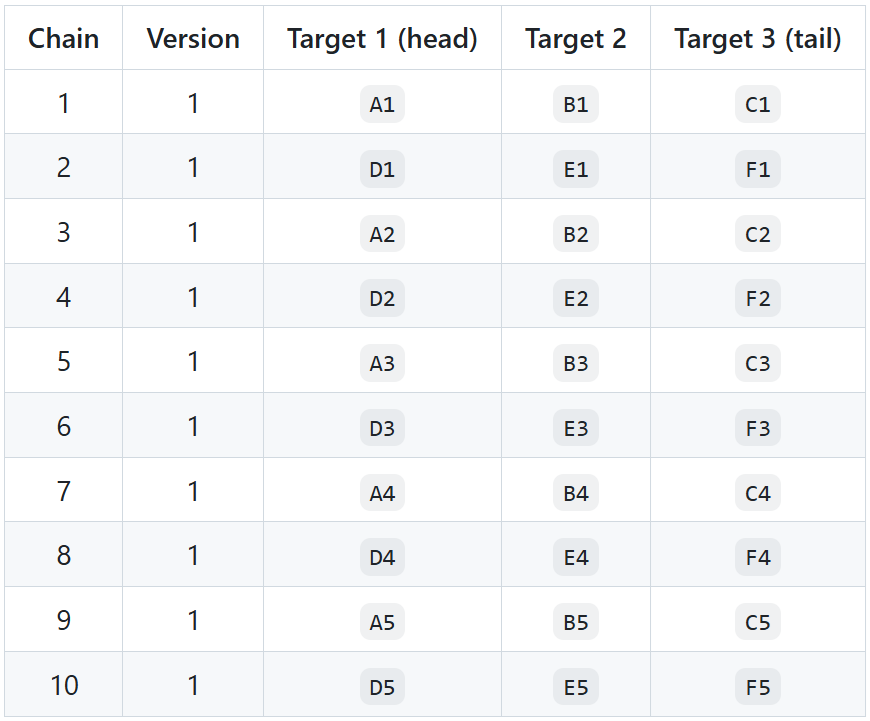 Chain Version Target 1 (head) Target 2 Target 3 (tail)
1 1 A1 B1 C1
2 1 D1 E1 F1
3 1 A2 B2 C2
4 1 D2 E2 F2
5 1 A3 B3 C3
6 1 D3 E3 F3
7 1 A4 B4 C4
8 1 D4 E4 F4
9 1 A5 B5 C5
10 1 D5 E5 F5